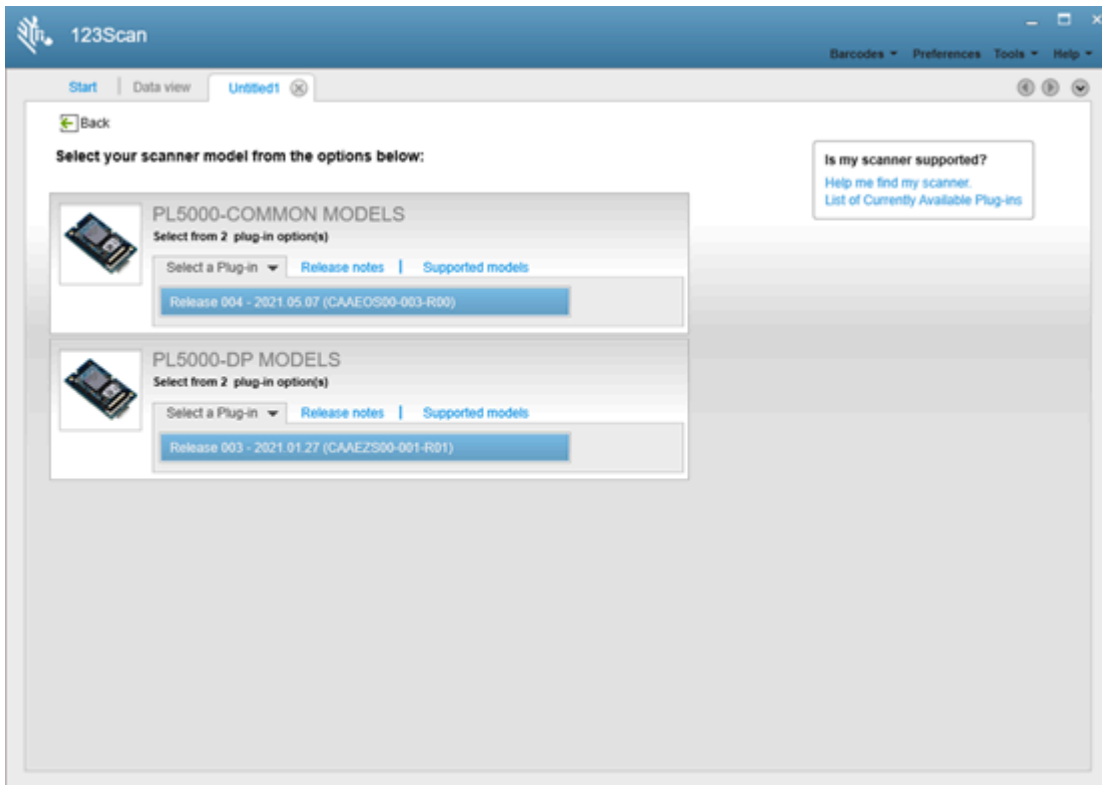 123Scan
Barcodes Preferences Tools Help
Start Data view Untitled1
Back
Select your scanner model from the options below:
Is my scanner supported?
Help me find my scanner.
List of Currently Available Plug-ins
PL5000-COMMON MODELS
Select from 2 plug-in option(s)
Select a Plug-in Release notes | Supported models
Release 004 - 2021.05.07 (CAAEOS00-003-R00)
PL5000-DP MODELS
Select from 2 plug-in option(s)
Select a Plug-in Release notes | Supported models
Release 003 - 2021.01.27 (CAAEZS00-001-R01)